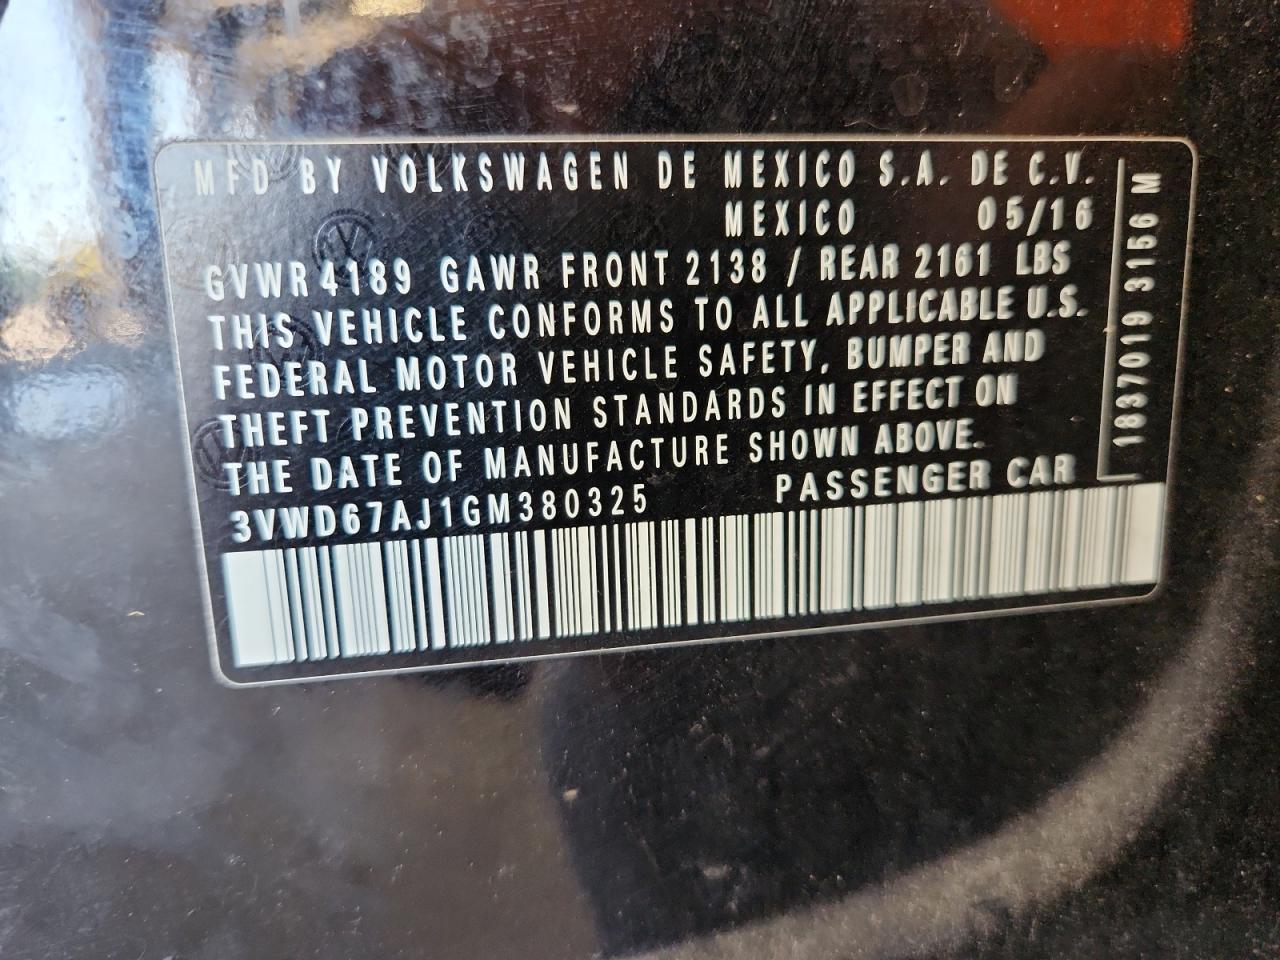 MFD BY VOLKSWAGEN DE MEXICO S.A. DE C.V.
MEXICO 05/16
GVWR 4189 GAWR FRONT 2138 / REAR 2161 LBS
THIS VEHICLE CONFORMS TO ALL APPLICABLE U.S.
FEDERAL MOTOR VEHICLE SAFETY, BUMPER AND
THEFT PREVENTION STANDARDS IN EFFECT ON
THE DATE OF MANUFACTURE SHOWN ABOVE.
3VWD67AJ1GM380325 PASSENGER CAR
1837019 3156 M